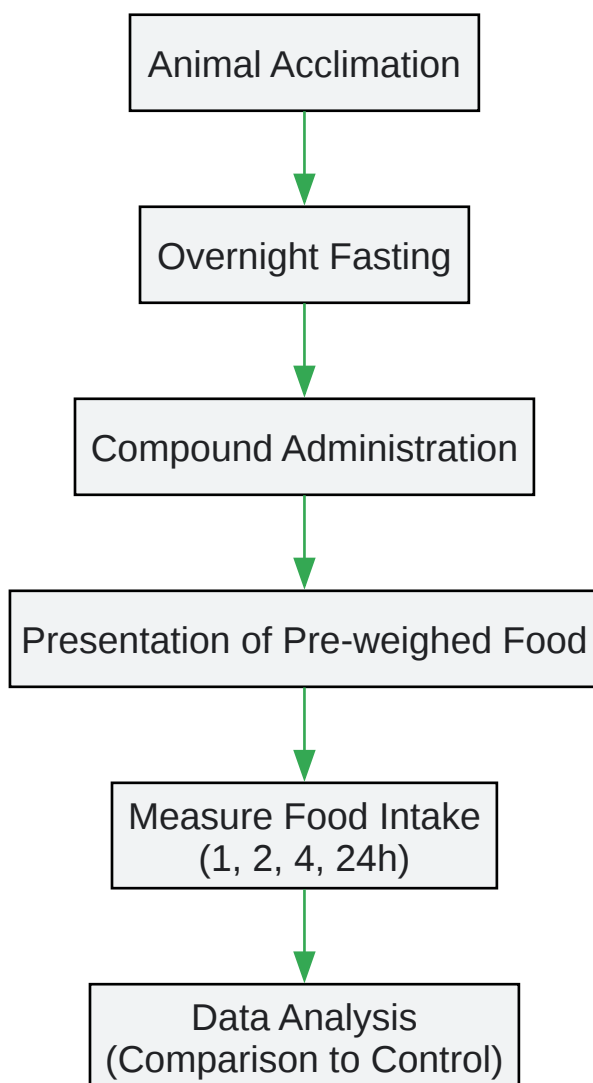 Animal Acclimation
Overnight Fasting
Compound Administration
Presentation of Pre-weighed Food
Measure Food Intake
(1, 2, 4, 24h)
Data Analysis
(Comparison to Control)